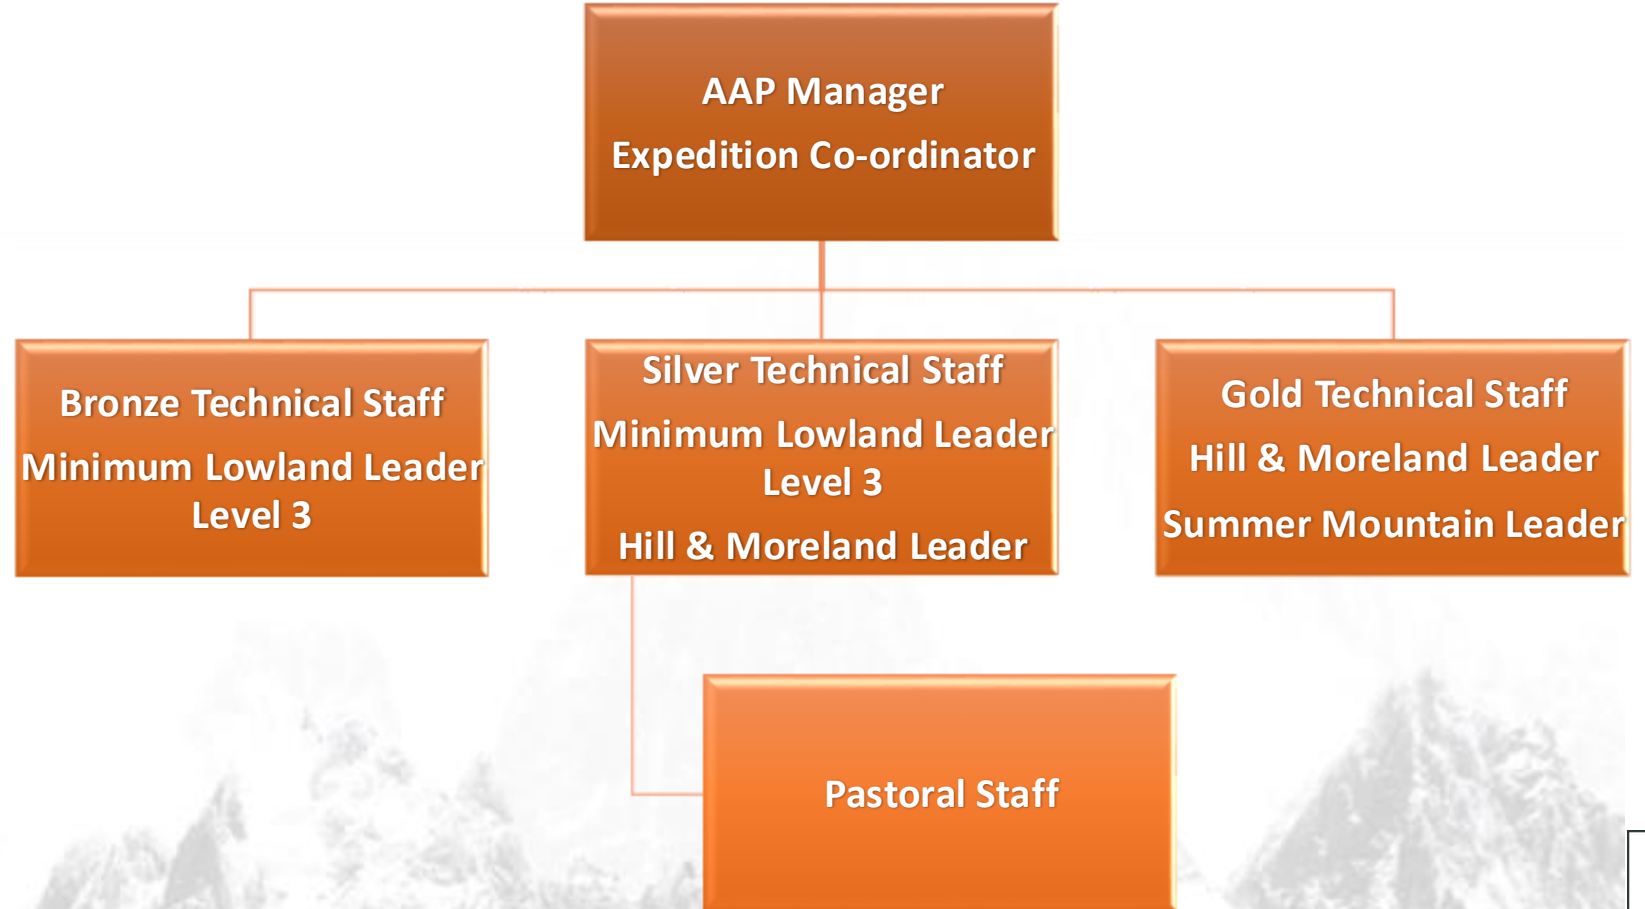 AAP Manager
Expedition Co-ordinator
Bronze Technical Staff
Minimum Lowland Leader
Level 3
Silver Technical Staff
Minimum Lowland Leader
Level 3
Hill & Moreland Leader
Gold Technical Staff
Hill & Moreland Leader
Summer Mountain Leader
Pastoral Staff